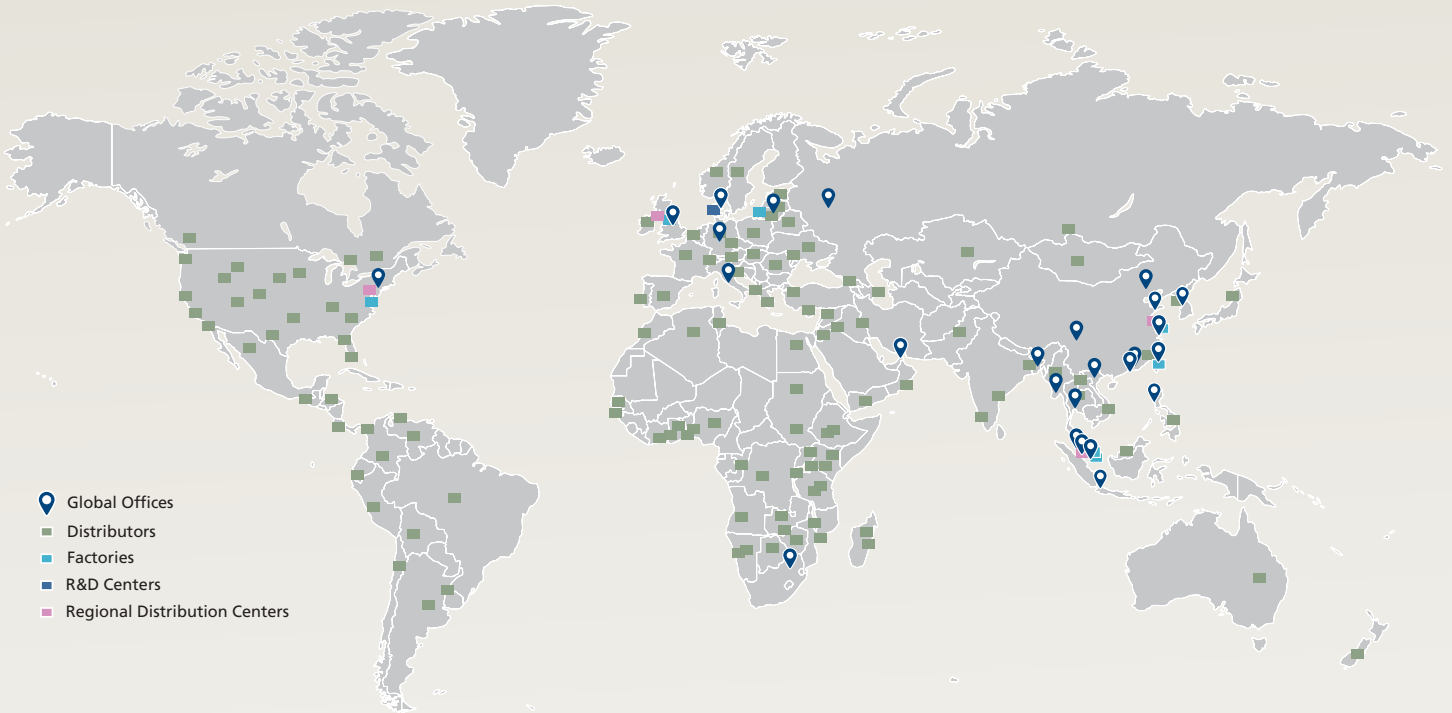 Global Offices
Distributors
Factories
R&D Centers
Regional Distribution Centers